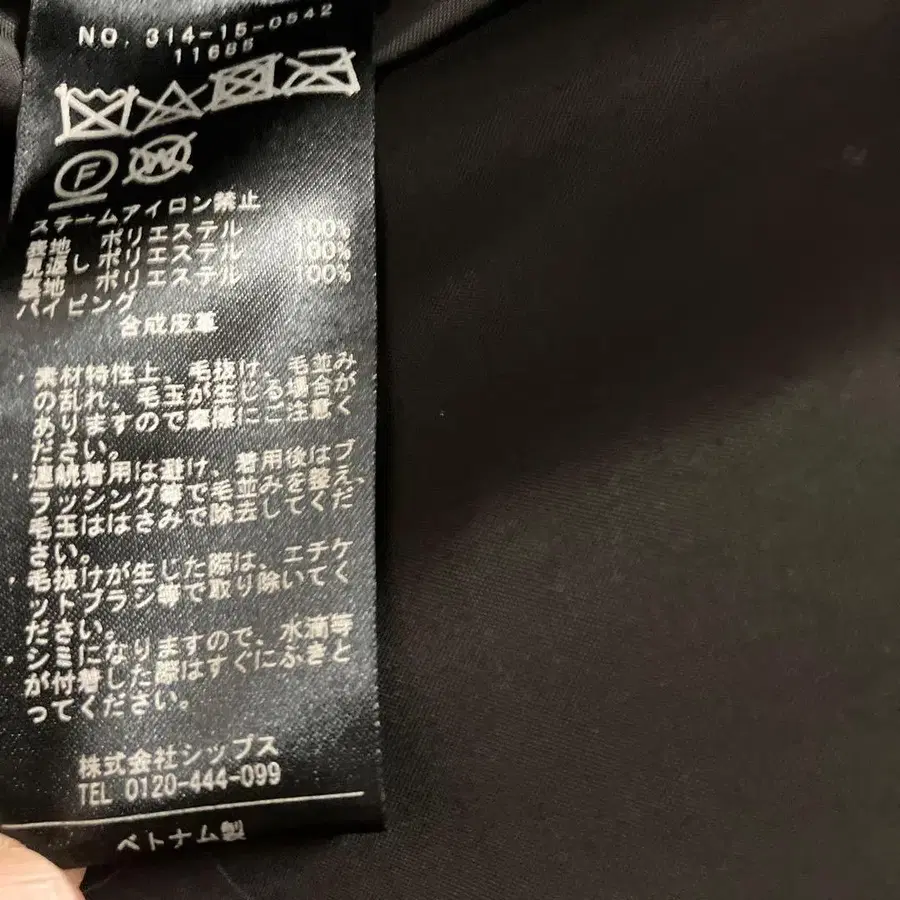 NO. 314-15-0542
11685
F W
スチームアイロン禁止
表地 ポリエステル 100%
見返し ポリエステル 100%
裏地 ポリエステル 100%
パイピング
合成皮革
・素材特性上、毛抜け、毛並み
の乱れ、毛玉が生じる場合が
ありますので摩擦にご注意く
ださい。
・連続着用は避け、着用後はブ
ラッシング等で毛並みを整え、
毛玉ははさみで除去してくだ
さい。
・毛抜けが生じた際は、エチケ
ットブラシ等で取り除いてく
ださい。
・シミになりますので、水滴等
が付着した際はすぐにふきと
ってください。
株式会社シップス
TEL 0120-444-099
ベトナム製